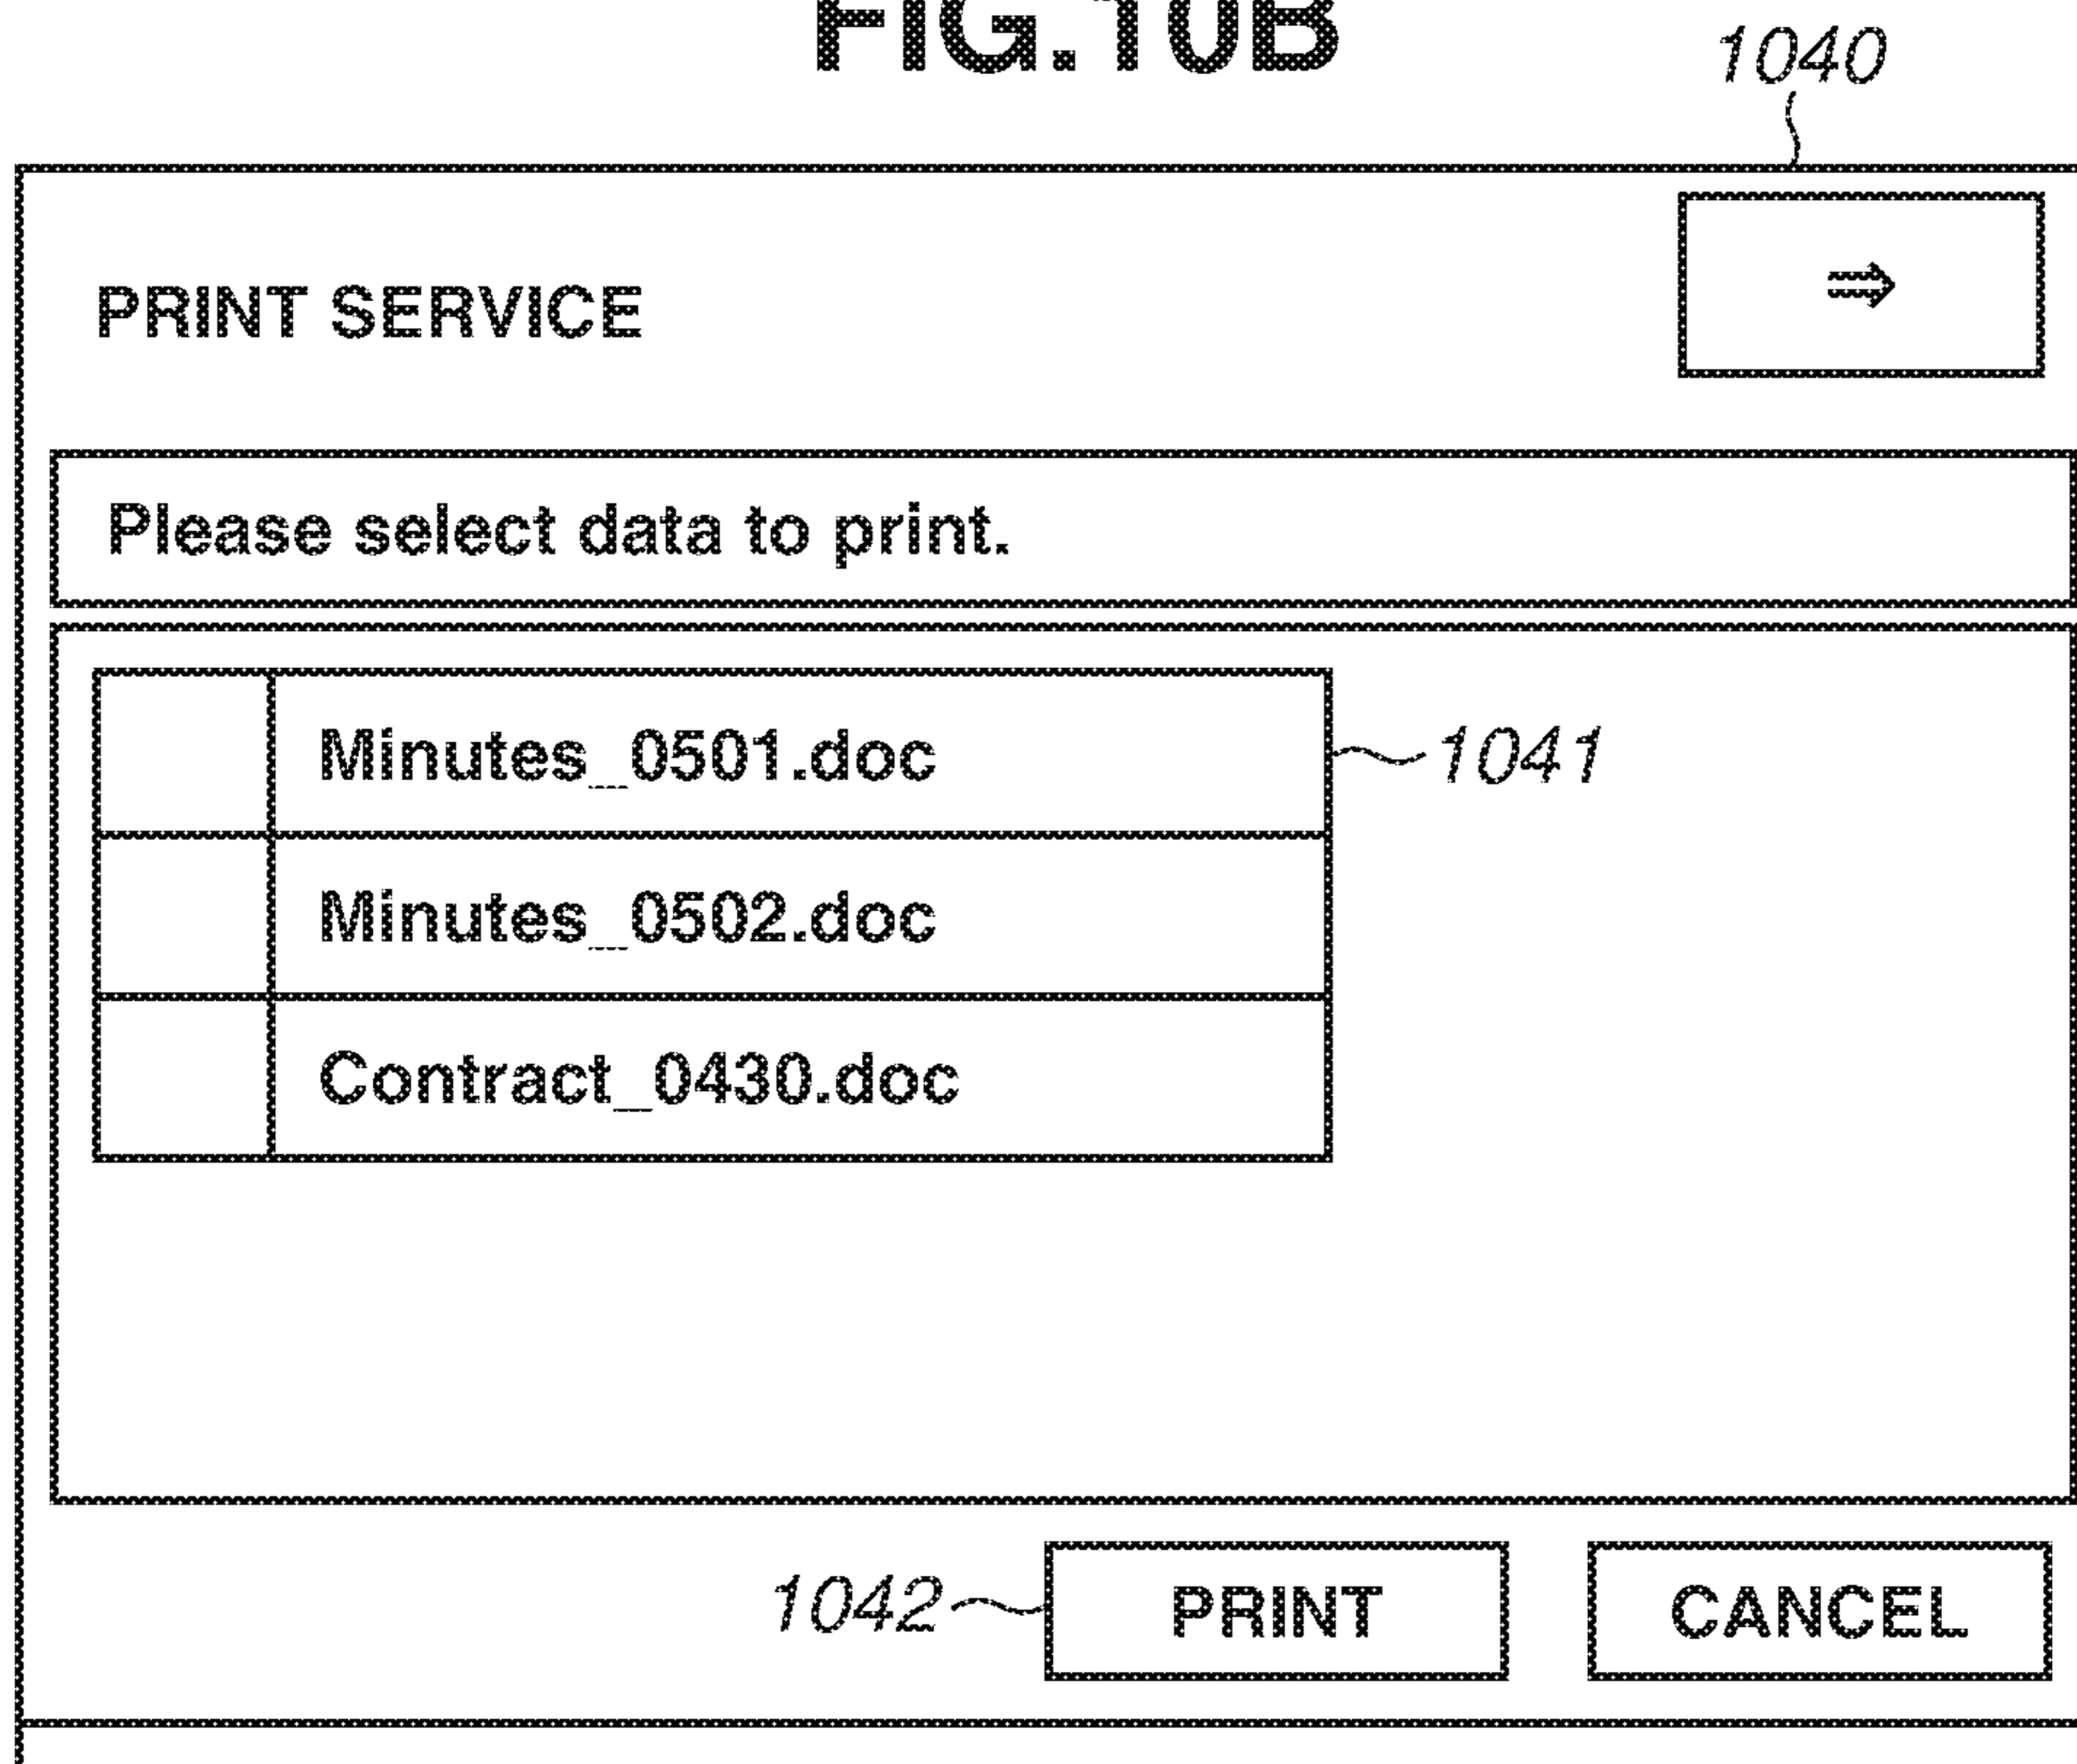 FIG.10B
1040
PRINT SERVICE
⇒
Please select data to print.
Minutes_0501.doc
1041
Minutes_0502.doc
Contract_0430.doc
1042
PRINT
CANCEL